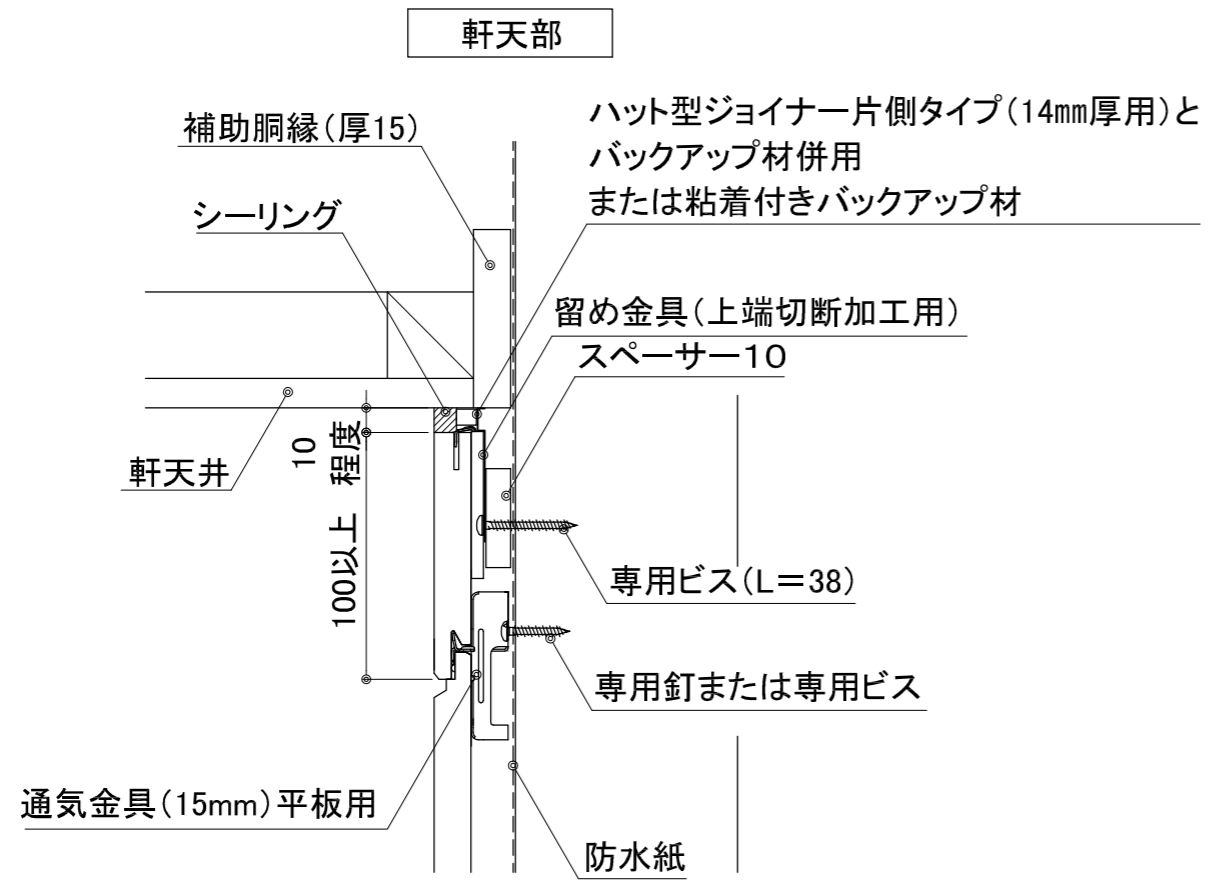 軒天部
補助胴縁(厚15)
ハット型ジョイナー片側タイプ(14mm厚用)と
バックアップ材併用
または粘着付きバックアップ材
シーリング
留め金具(上端切断加工用)
スペーサー10
軒天井
10
程度
100以上
専用ビス(L=38)
専用釘または専用ビス
通気金具(15mm)平板用
防水紙